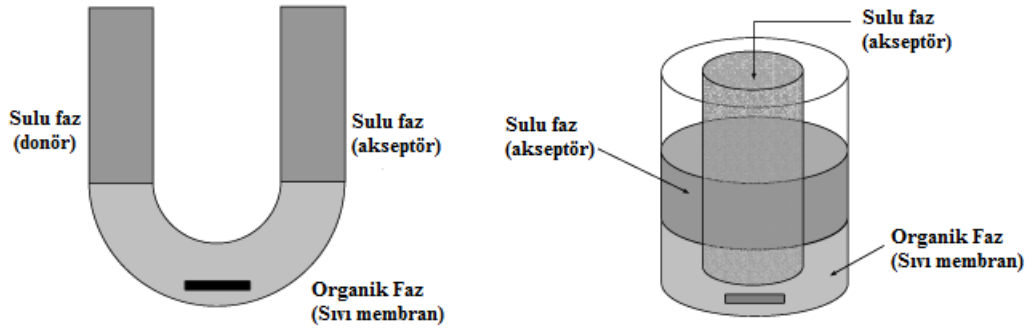 Sulu faz
(donör)
Sulu faz
(akseptör)
Organik Faz
(Sıvı membran)
Sulu faz
(akseptör)
Sulu faz
(akseptör)
Organik Faz
(Sıvı membran)